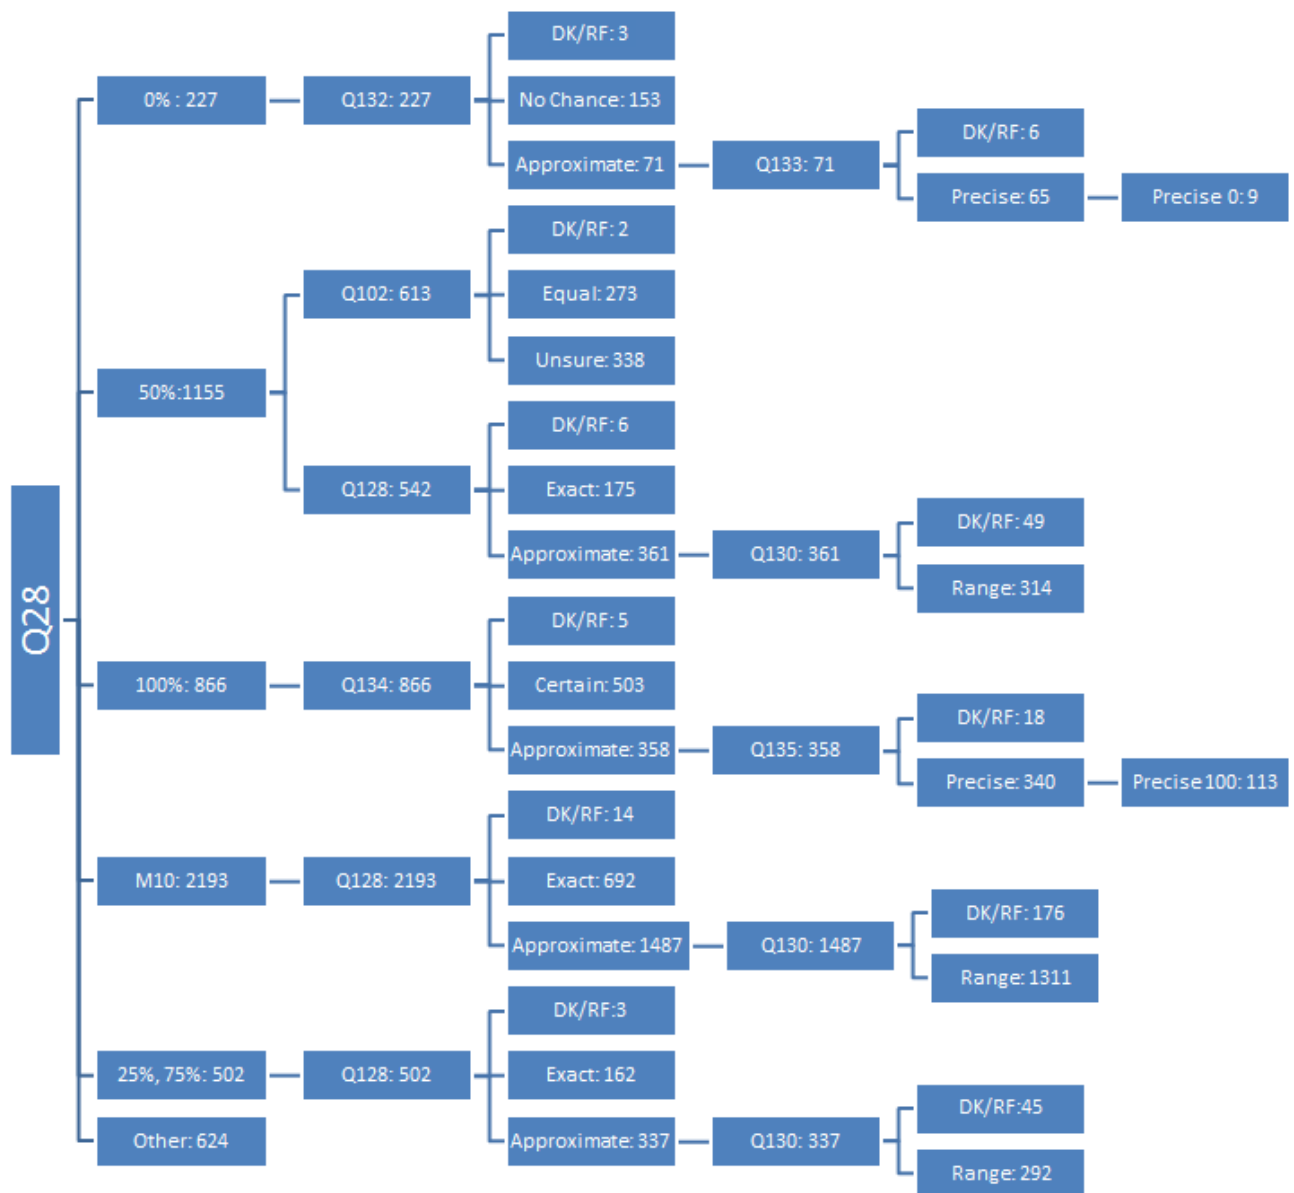 Q28
0% : 227
Q132: 227
DK/RF: 3
No Chance: 153
Approximate: 71
Q133: 71
DK/RF: 6
Precise: 65
Precise 0: 9
50%:1155
Q102: 613
DK/RF: 2
Equal: 273
Unsure: 338
Q128: 542
DK/RF: 6
Exact: 175
Approximate: 361
Q130: 361
DK/RF: 49
Range: 314
100%: 866
Q134: 866
DK/RF: 5
Certain: 503
Approximate: 358
Q135: 358
DK/RF: 18
Precise: 340
Precise 100: 113
M10: 2193
Q128: 2193
DK/RF: 14
Exact: 692
Approximate: 1487
Q130: 1487
DK/RF: 176
Range: 1311
25%, 75%: 502
Q128: 502
DK/RF:3
Exact: 162
Approximate: 337
Q130: 337
DK/RF:45
Range: 292
Other: 624